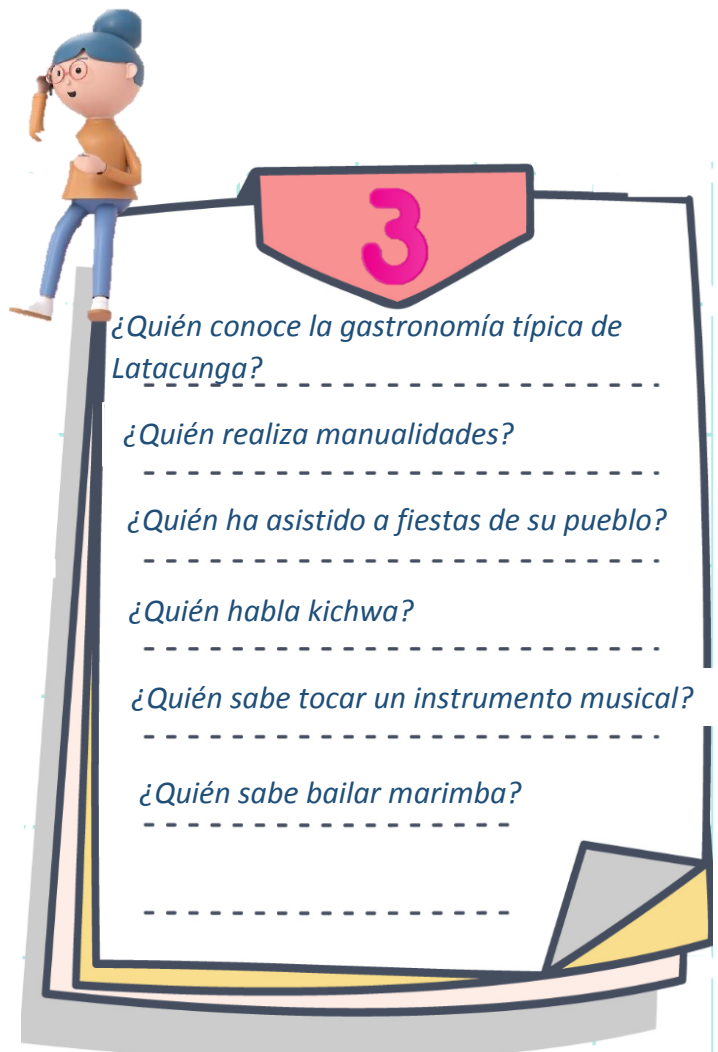 3
¿Quién conoce la gastronomía típica de
Latacunga?
¿Quién realiza manualidades?
¿Quién ha asistido a fiestas de su pueblo?
¿Quién habla kichwa?
¿Quién sabe tocar un instrumento musical?
¿Quién sabe bailar marimba?